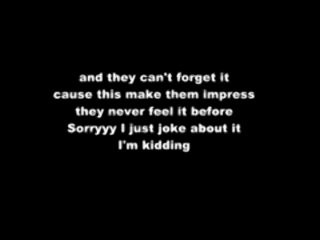 and they can't forget it
cause this make them impress
they never feel it before
Sorryyy I just joke about it
I'm kidding